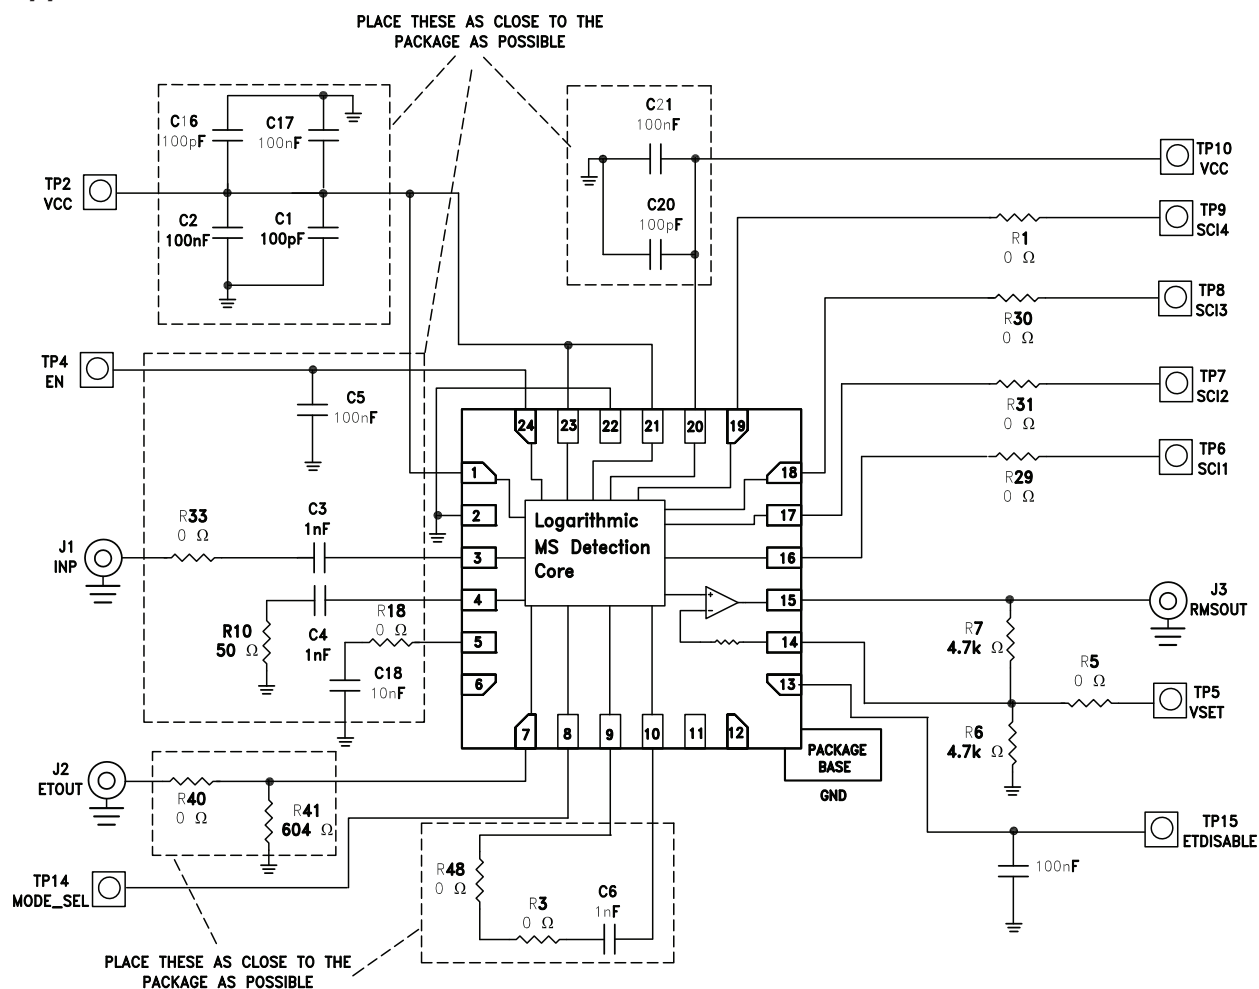 PLACE THESE AS CLOSE TO THE
PACKAGE AS POSSIBLE
C16
100pF
C17
100nF
C21
100nF
TP2
VCC
C2
100nF
C1
100pF
C20
100pF
TP10
VCC
TP9
SCI4
R1
0 Ω
TP8
SCI3
R30
0 Ω
TP4
EN
C5
100nF
TP7
SCI2
R31
0 Ω
TP6
SCI1
R29
0 Ω
24
23
22
21
20
19
1
2
3
4
5
6
18
17
16
15
14
13
7
8
9
10
11
12
Logarithmic
MS Detection
Core
+
−
R33
0 Ω
C3
1nF
J1
INP
R10
50 Ω
C4
1nF
R18
0 Ω
C18
10nF
J3
RMSOUT
R7
4.7k Ω
R5
0 Ω
TP5
VSET
R6
4.7k Ω
PACKAGE
BASE
GND
J2
ETOUT
R40
0 Ω
R41
604 Ω
TP15
ETDISABLE
100nF
TP14
MODE_SEL
R48
0 Ω
R3
0 Ω
C6
1nF
PLACE THESE AS CLOSE TO THE
PACKAGE AS POSSIBLE